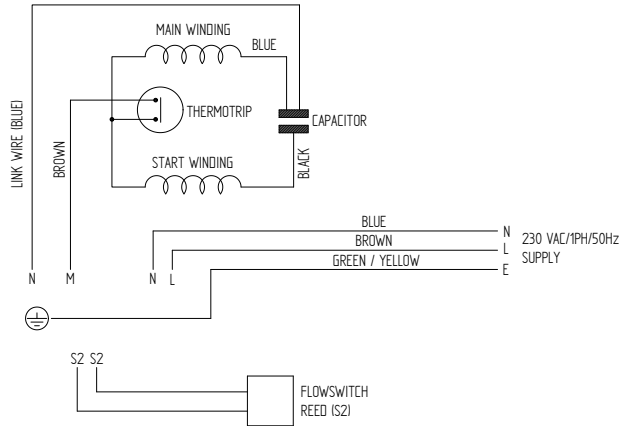 MAIN WINDING
BLUE
THERMOTRIP
CAPACITOR
LINK WIRE (BLUE)
BROWN
START WINDING
BLACK
BLUE
N
BROWN
L
230 VAC/1PH/50Hz
SUPPLY
GREEN / YELLOW
E
N M N L
S2 S2
FLOWSWITCH
REED (S2)